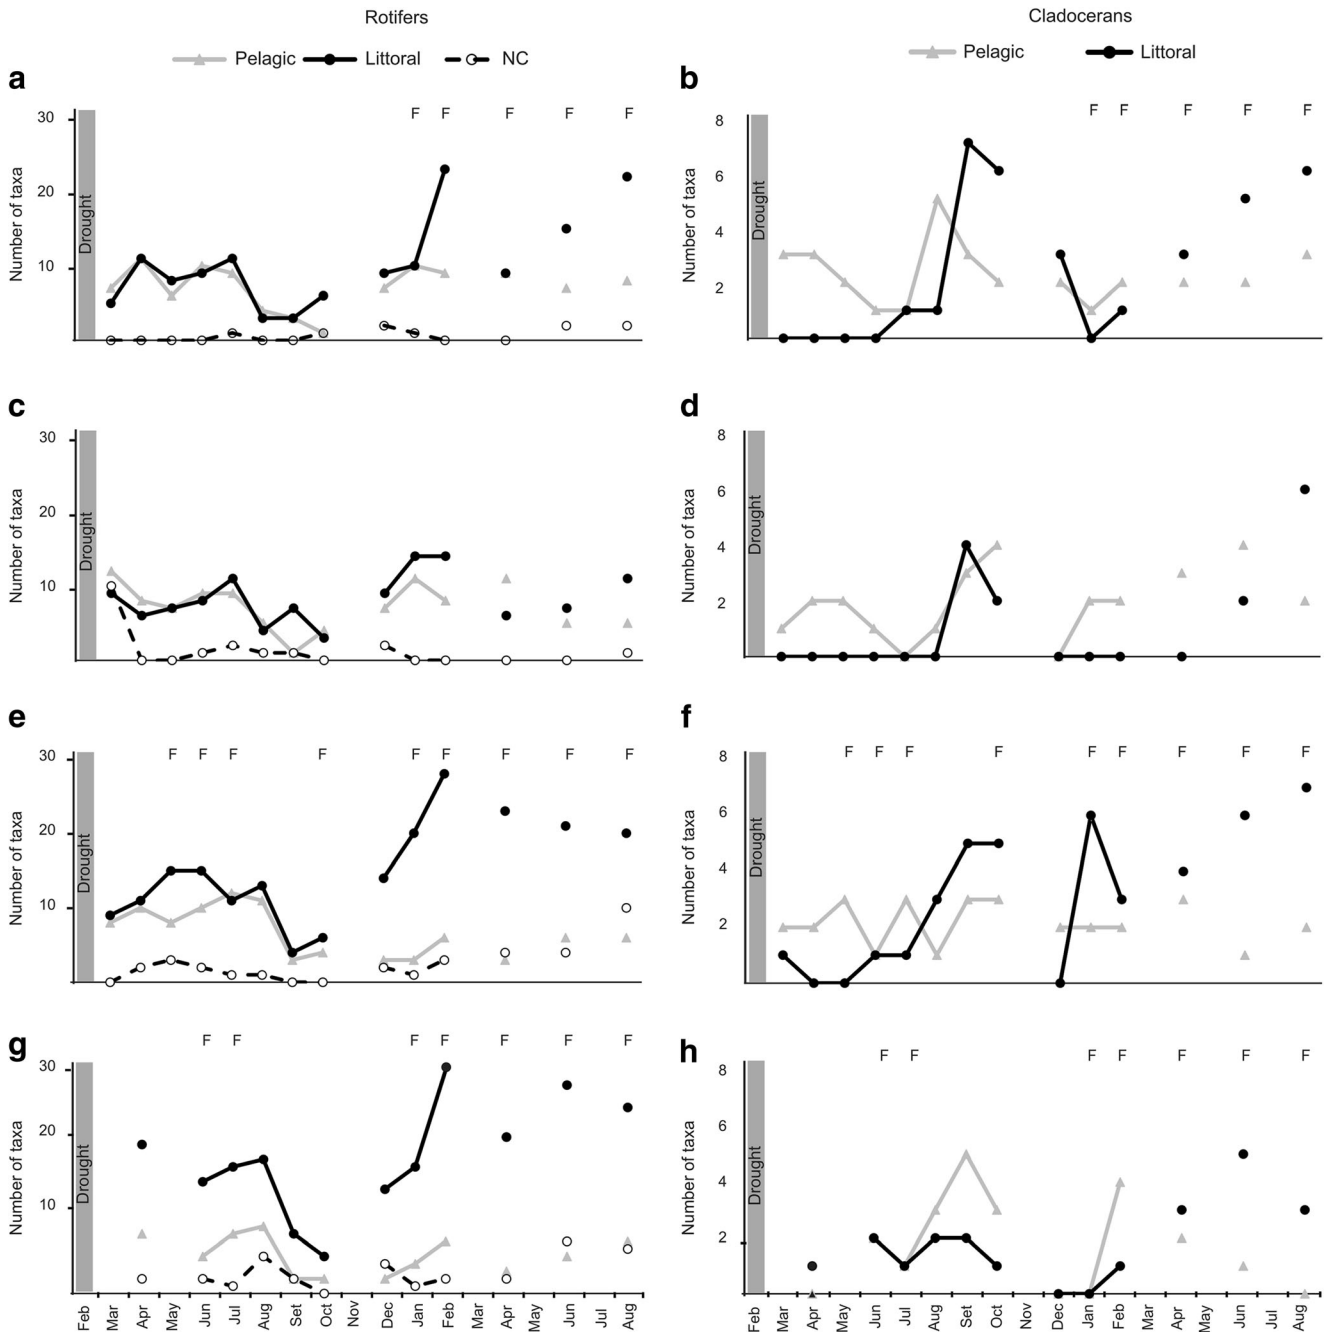 Rotifers
Cladocerans
Pelagic Littoral NC
Pelagic Littoral
a
F F F F F
30
20
10
Number of taxa
Drought
b
F F F F F
8
6
4
2
Number of taxa
Drought
c
30
20
10
Number of taxa
Drought
d
8
6
4
2
Number of taxa
Drought
e
F F F F F F F F F
30
20
10
Number of taxa
Drought
f
F F F F F F F F F
8
6
4
2
Number of taxa
Drought
g
F F F F F F F
30
20
10
Number of taxa
Drought
Feb Mar Apr May Jun Jul Aug Set Oct Nov Dec Jan Feb Mar Apr May Jun Jul Aug
h
F F F F F F F
8
6
4
2
Number of taxa
Drought
Feb Mar Apr May Jun Jul Aug Set Oct Nov Dec Jan Feb Mar Apr May Jun Jul Aug